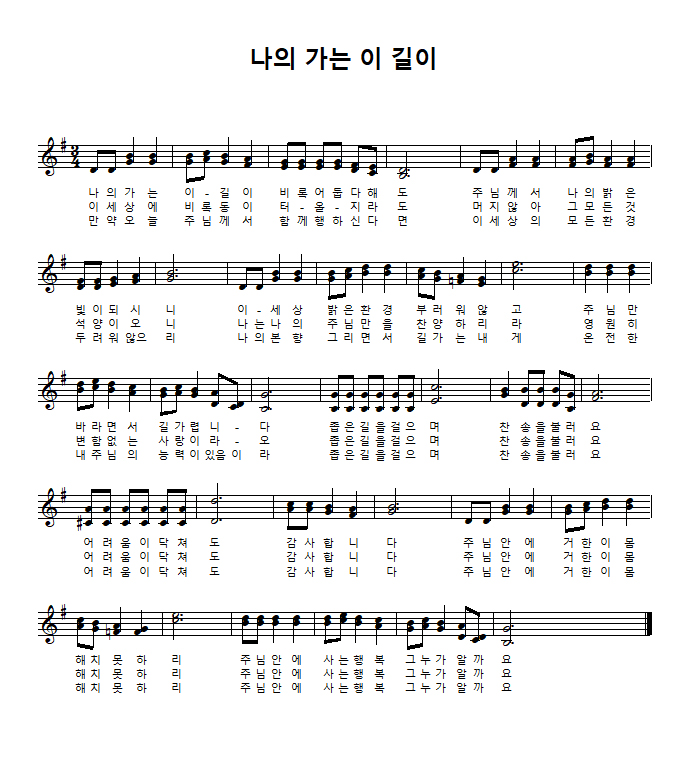 나의 가는 이 길이
3
4
나 의 가 는 이 - 길 이 비 록 어 둡 다 해 도 주 님 께 서 나 의 밝 은
이 세 상 에 비 록 동 이 터 - 올 - 지 라 도 머 지 않 아 그 모 든 것
만 약 오 늘 주 님 께 서 함 께 행 하 신 다 면 이 세 상 의 모 든 환 경
빛 이 되 시 니 이 - 세 상 밝 은 환 경 부 러 워 않 고 주 님 만
석 양 이 오 니 나 는 나 의 주 님 만 을 찬 양 하 리 라 영 원 히
두 려 워 않 으 리 나 의 본 향 그 리 면 서 길 가 는 내 게 온 전 한
바 라 면 서 길 가 렵 니 - 다 좁 은 길 을 걸 으 며 찬 송 을 불 러 요
변 함 없 는 사 랑 이 라 - 오 좁 은 길 을 걸 으 며 찬 송 을 불 러 요
내 주 님 의 능 력 이 있 음 이 라 좁 은 길 을 걸 으 며 찬 송 을 불 러 요
어 려 움 이 닥 쳐 도 감 사 합 니 다 주 님 안 에 거 한 이 몸
어 려 움 이 닥 쳐 도 감 사 합 니 다 주 님 안 에 거 한 이 몸
어 려 움 이 닥 쳐 도 감 사 합 니 다 주 님 안 에 거 한 이 몸
해 치 못 하 리 주 님 안 에 사 는 행 복 그 누 가 알 까 요
해 치 못 하 리 주 님 안 에 사 는 행 복 그 누 가 알 까 요
해 치 못 하 리 주 님 안 에 사 는 행 복 그 누 가 알 까 요